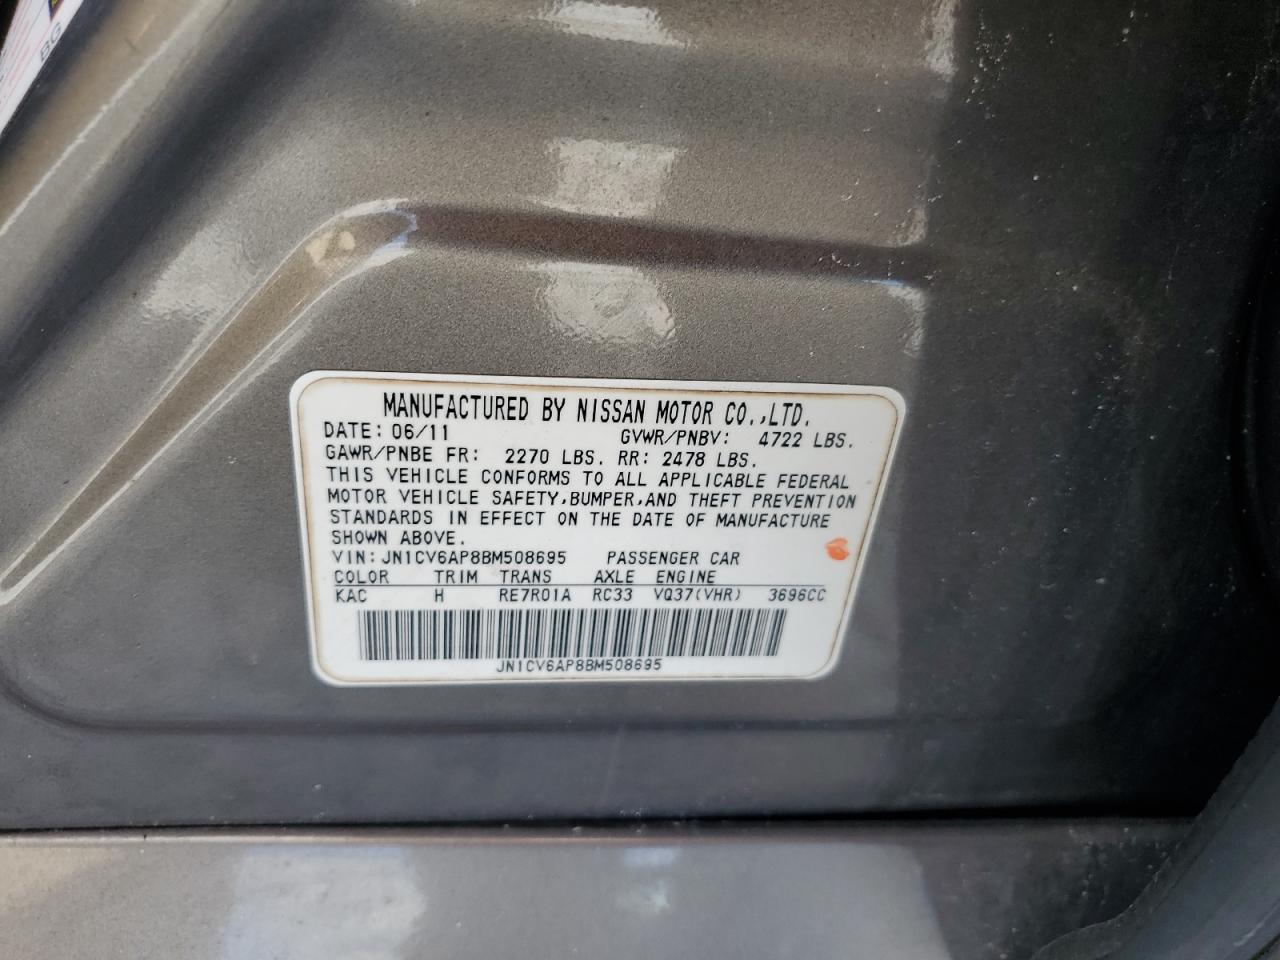 BG
MANUFACTURED BY NISSAN MOTOR CO.,LTD.
DATE: 06/11 GVWR/PNBV: 4722 LBS.
GAWR/PNBE FR: 2270 LBS. RR: 2478 LBS.
THIS VEHICLE CONFORMS TO ALL APPLICABLE FEDERAL
MOTOR VEHICLE SAFETY,BUMPER,AND THEFT PREVENTION
STANDARDS IN EFFECT ON THE DATE OF MANUFACTURE
SHOWN ABOVE.
VIN:JN1CV6AP8BM508695 PASSENGER CAR
COLOR TRIM TRANS AXLE ENGINE
KAC H RE7R01A RC33 VQ37(VHR) 3696CC
JN1CV6AP8BM508695